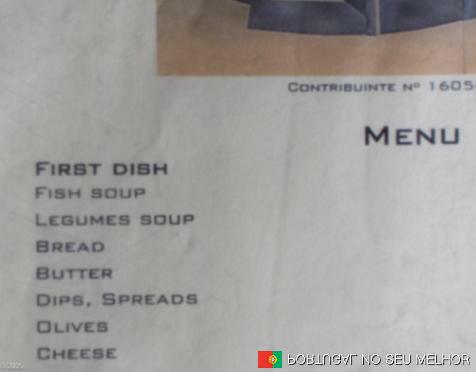 CONTRIBUINTE Nº 1605
MENU
FIRST DISH
FISH SOUP
LEGUMES SOUP
BREAD
BUTTER
DIPS, SPREADS
OLIVES
CHEESE
PORTUGAL NO SEU MELHOR